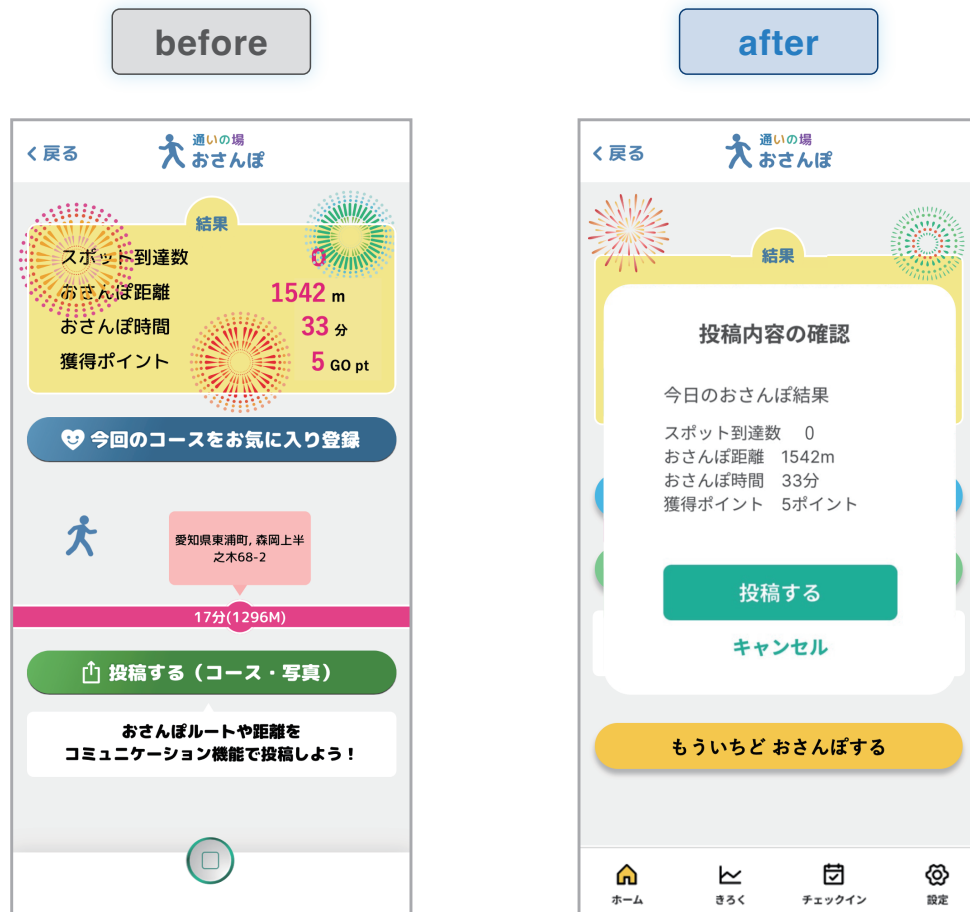 before
< 戻る
通いの場
おさんぽ
結果
スポット到達数 0
おさんぽ距離 1542 m
おさんぽ時間 33 分
獲得ポイント 5 GO pt
今回のコースをお気に入り登録
愛知県東浦町, 森岡上半
之木68-2
17分(1296M)
投稿する（コース・写真）
おさんぽルートや距離を
コミュニケーション機能で投稿しよう！
after
< 戻る
通いの場
おさんぽ
結果
投稿内容の確認
今日のおさんぽ結果
スポット到達数 0
おさんぽ距離 1542m
おさんぽ時間 33分
獲得ポイント 5ポイント
投稿する
キャンセル
もういちど おさんぽする
ホーム きろく チェックイン 設定